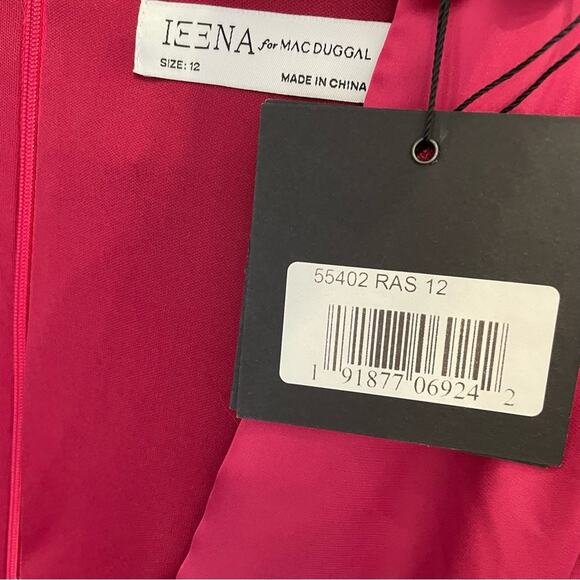 IEENA for MAC DUGGAL
SIZE: 12
MADE IN CHINA
55402 RAS 12
1 91877 06924 2